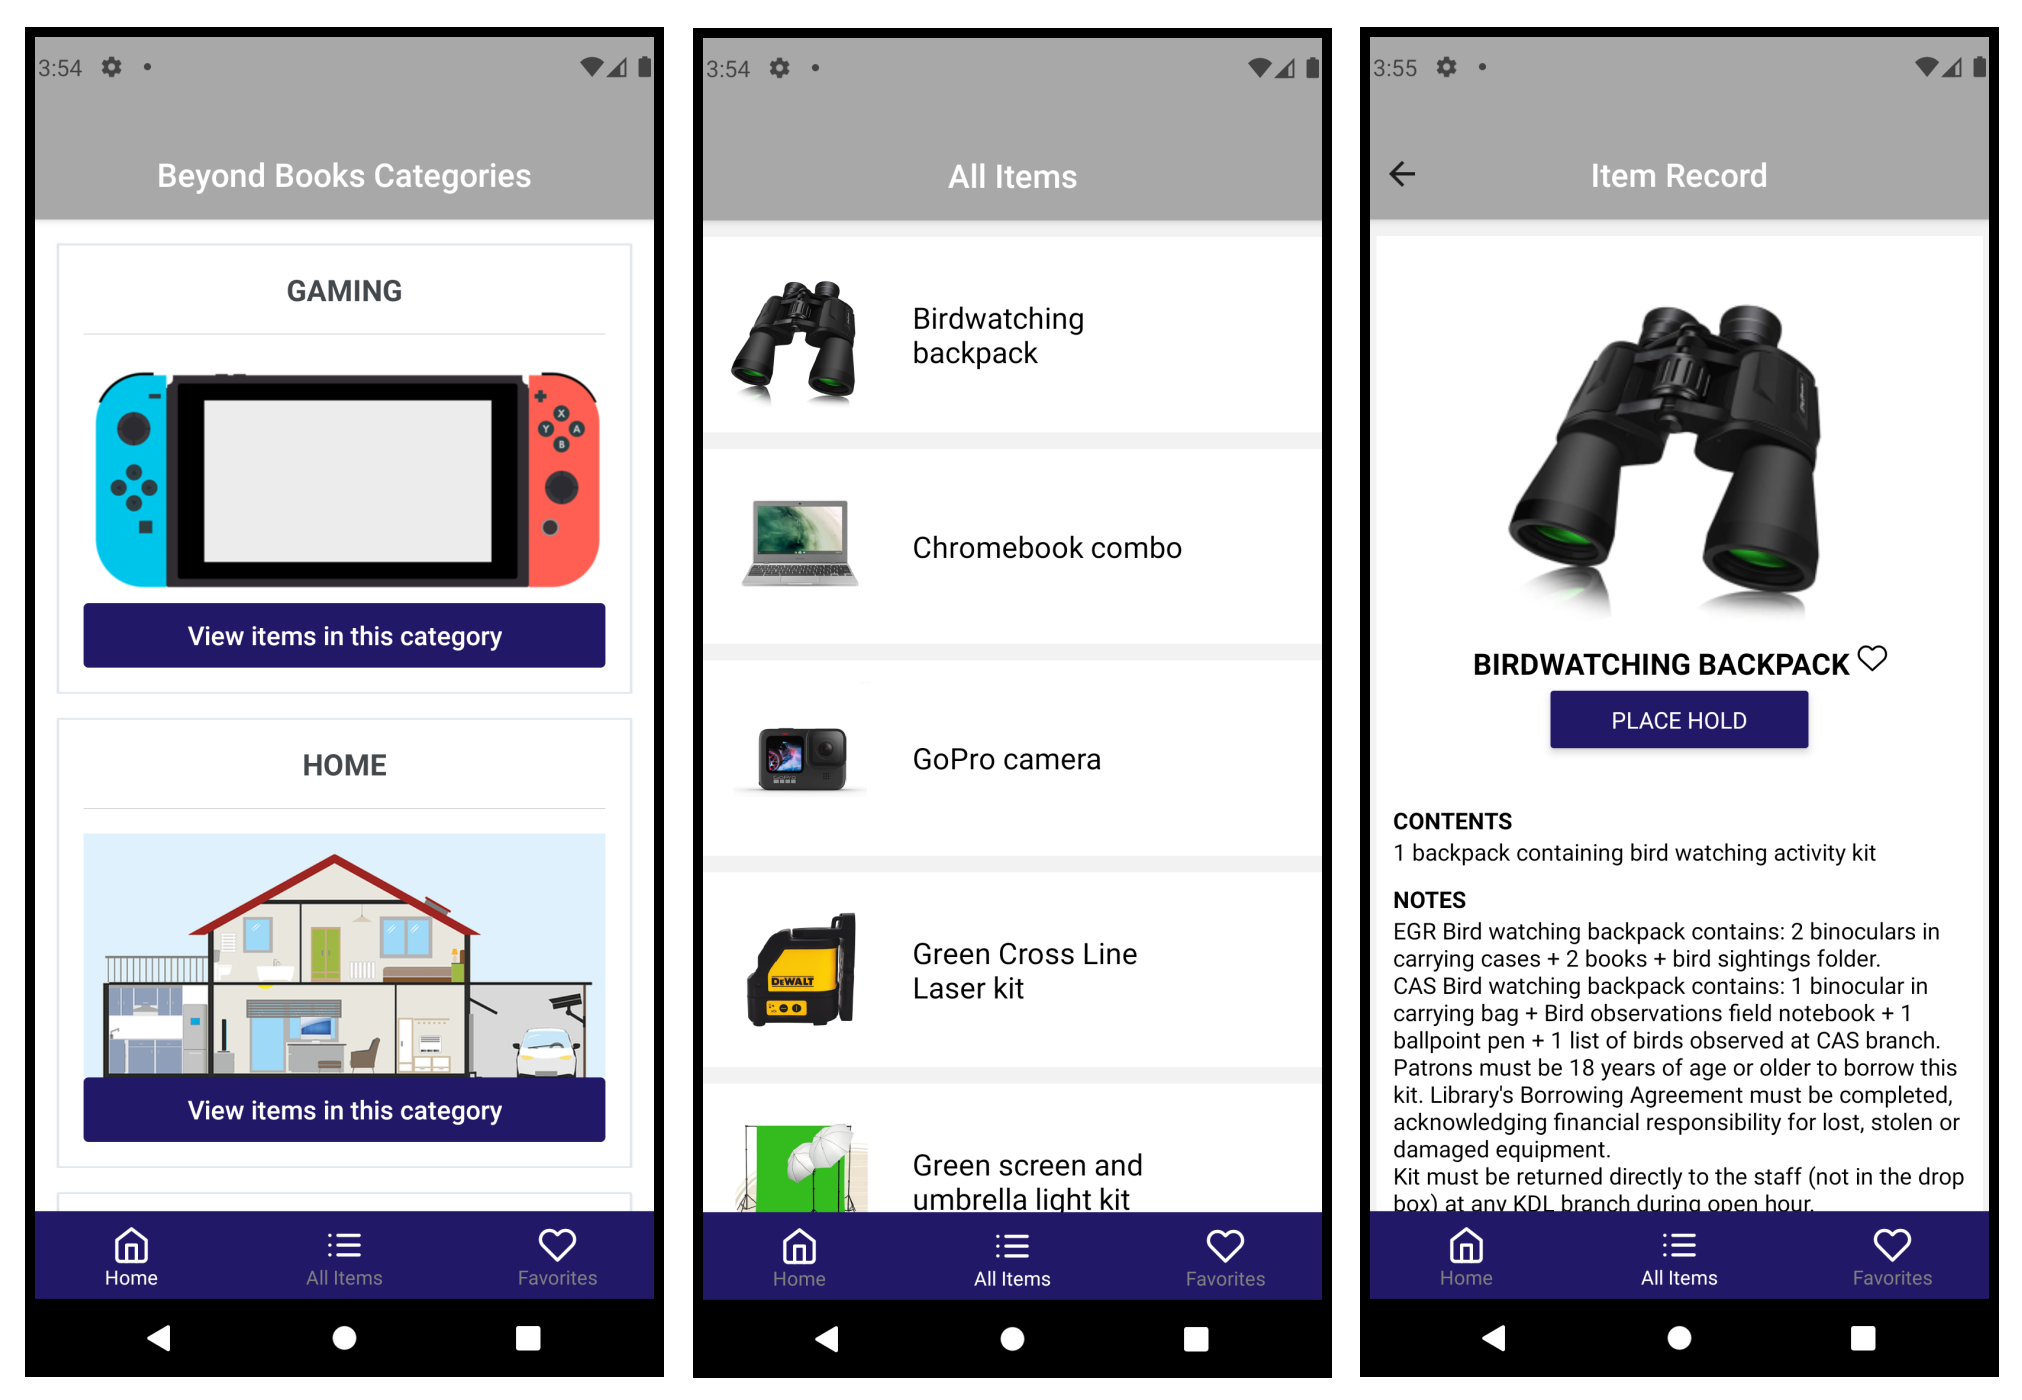 3:54
Beyond Books Categories
GAMING
X
Y A
B
View items in this category
HOME
View items in this category
Home
All Items
Favorites
3:54
All Items
Birdwatching
backpack
Chromebook combo
GoPro
GoPro camera
DEWALT
Green Cross Line
Laser kit
Green screen and
umbrella light kit
Home
All Items
Favorites
3:55
Item Record
BIRDWATCHING BACKPACK
PLACE HOLD
CONTENTS
1 backpack containing bird watching activity kit
NOTES
EGR Bird watching backpack contains: 2 binoculars in
carrying cases + 2 books + bird sightings folder.
CAS Bird watching backpack contains: 1 binocular in
carrying bag + Bird observations field notebook + 1
ballpoint pen + 1 list of birds observed at CAS branch.
Patrons must be 18 years of age or older to borrow this
kit. Library's Borrowing Agreement must be completed,
acknowledging financial responsibility for lost, stolen or
damaged equipment.
Kit must be returned directly to the staff (not in the drop
box) at any KDL branch during open hour.
Home
All Items
Favorites